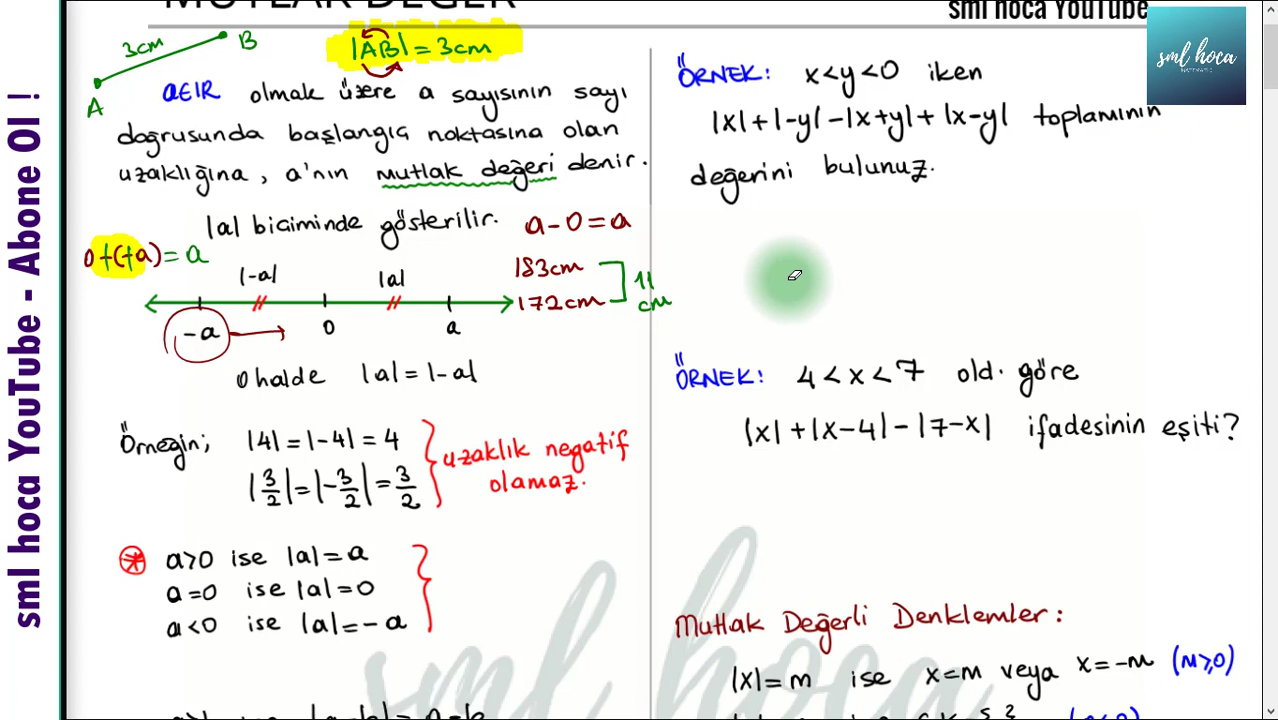 MUTLAK DEĞER
sml hoca YouTube
sml hoca
MATEMATİK
sml hoca YouTube - Abone Ol !
3cm
A
B
|AB| = 3cm
a∈IR olmak üzere a sayısının sayı
doğrusunda başlangıç noktasına olan
uzaklığına, a'nın mutlak değeri denir.
|a| biçiminde gösterilir.
a - 0 = a
0+(+a) = a
183cm
172cm
11 cm
|-a| |a|
-a 0 a
O halde |a| = |-a|
Örneğin; |4| = |-4| = 4
|3/2| = |-3/2| = 3/2
uzaklık negatif
olamaz.
a>0 ise |a| = a
a=0 ise |a| = 0
a<0 ise |a| = -a
ÖRNEK: x<y<0 iken
|x|+|-y|-|x+y|+|x-y| toplamının
değerini bulunuz.
ÖRNEK: 4<x<7 old. göre
|x|+|x-4|-|7-x| ifadesinin eşiti?
Mutlak Değerli Denklemler:
|x| = m ise x=m veya x=-m (m≥0)